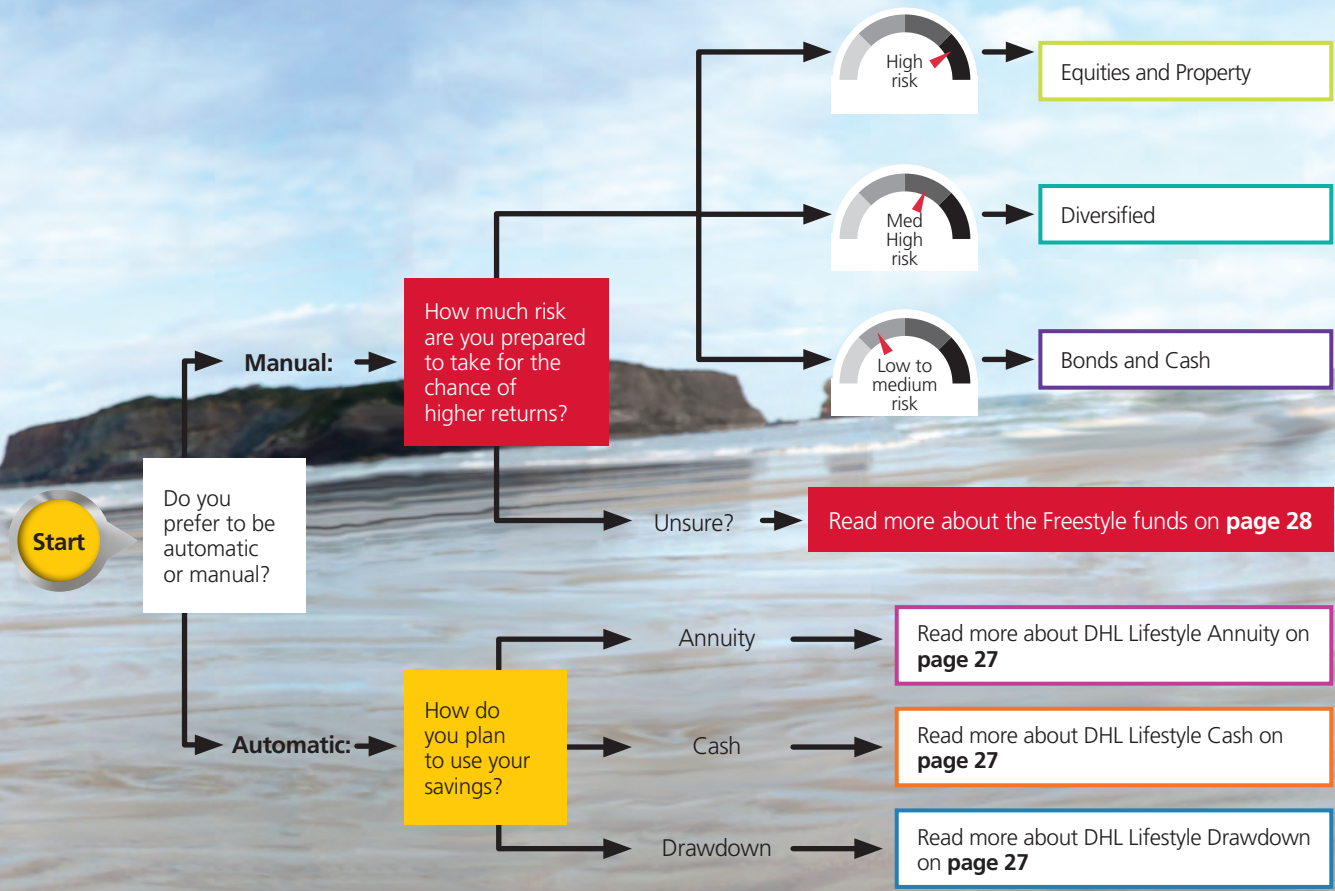 Start
Do you
prefer to be
automatic
or manual?
Manual:
How much risk
are you prepared
to take for the
chance of
higher returns?
High
risk
Equities and Property
Med
High
risk
Diversified
Low to
medium
risk
Bonds and Cash
Unsure?
Read more about the Freestyle funds on page 28
Automatic:
How do
you plan
to use your
savings?
Annuity
Read more about DHL Lifestyle Annuity on
page 27
Cash
Read more about DHL Lifestyle Cash on
page 27
Drawdown
Read more about DHL Lifestyle Drawdown
on page 27